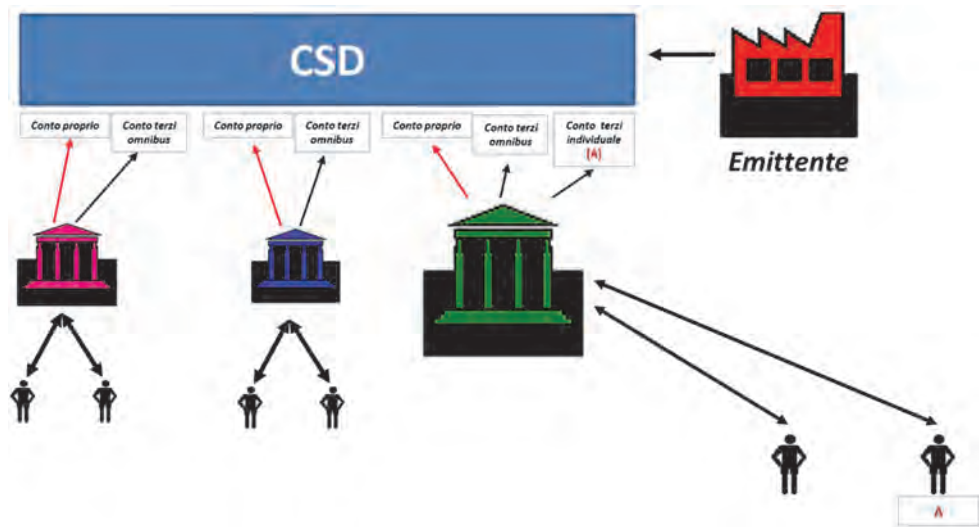 CSD
Conto proprio
Conto terzi
omnibus
Conto proprio
Conto terzi
omnibus
Conto proprio
Conto terzi
omnibus
Conto terzi
individuale
(A)
Emittente
A